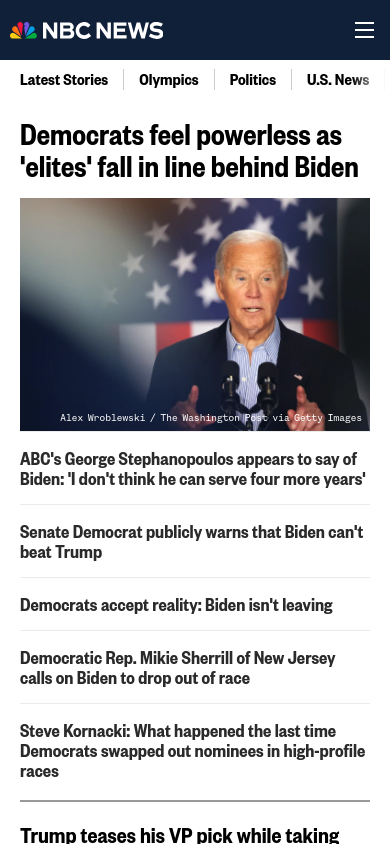 NBC NEWS
Latest Stories
Olympics
Politics
U.S. News
Democrats feel powerless as
'elites' fall in line behind Biden
Alex Wroblewski / The Washington Post via Getty Images
ABC's George Stephanopoulos appears to say of
Biden: 'I don't think he can serve four more years'
Senate Democrat publicly warns that Biden can't
beat Trump
Democrats accept reality: Biden isn't leaving
Democratic Rep. Mikie Sherrill of New Jersey
calls on Biden to drop out of race
Steve Kornacki: What happened the last time
Democrats swapped out nominees in high-profile
races
Trump teases his VP pick while taking